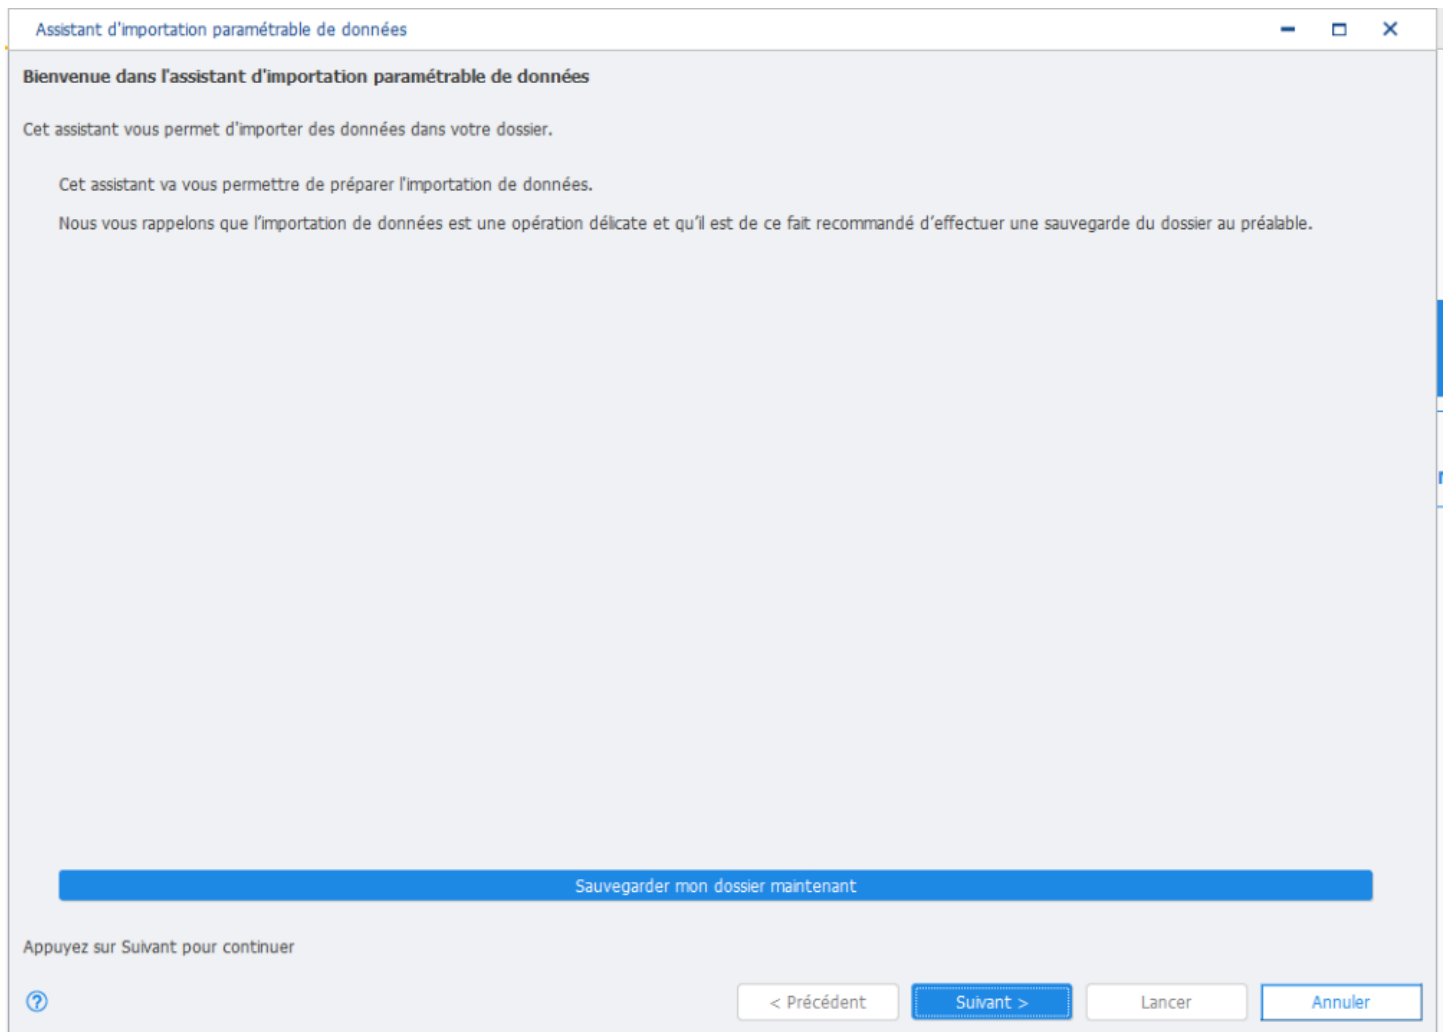 Assistant d'importation paramétrable de données
Bienvenue dans l'assistant d'importation paramétrable de données
Cet assistant vous permet d'importer des données dans votre dossier.
Cet assistant va vous permettre de préparer l'importation de données.
Nous vous rappelons que l’importation de données est une opération délicate et qu’il est de ce fait recommandé d’effectuer une sauvegarde du dossier au préalable.
Sauvegarder mon dossier maintenant
Appuyez sur Suivant pour continuer
< Précédent
Suivant >
Lancer
Annuler